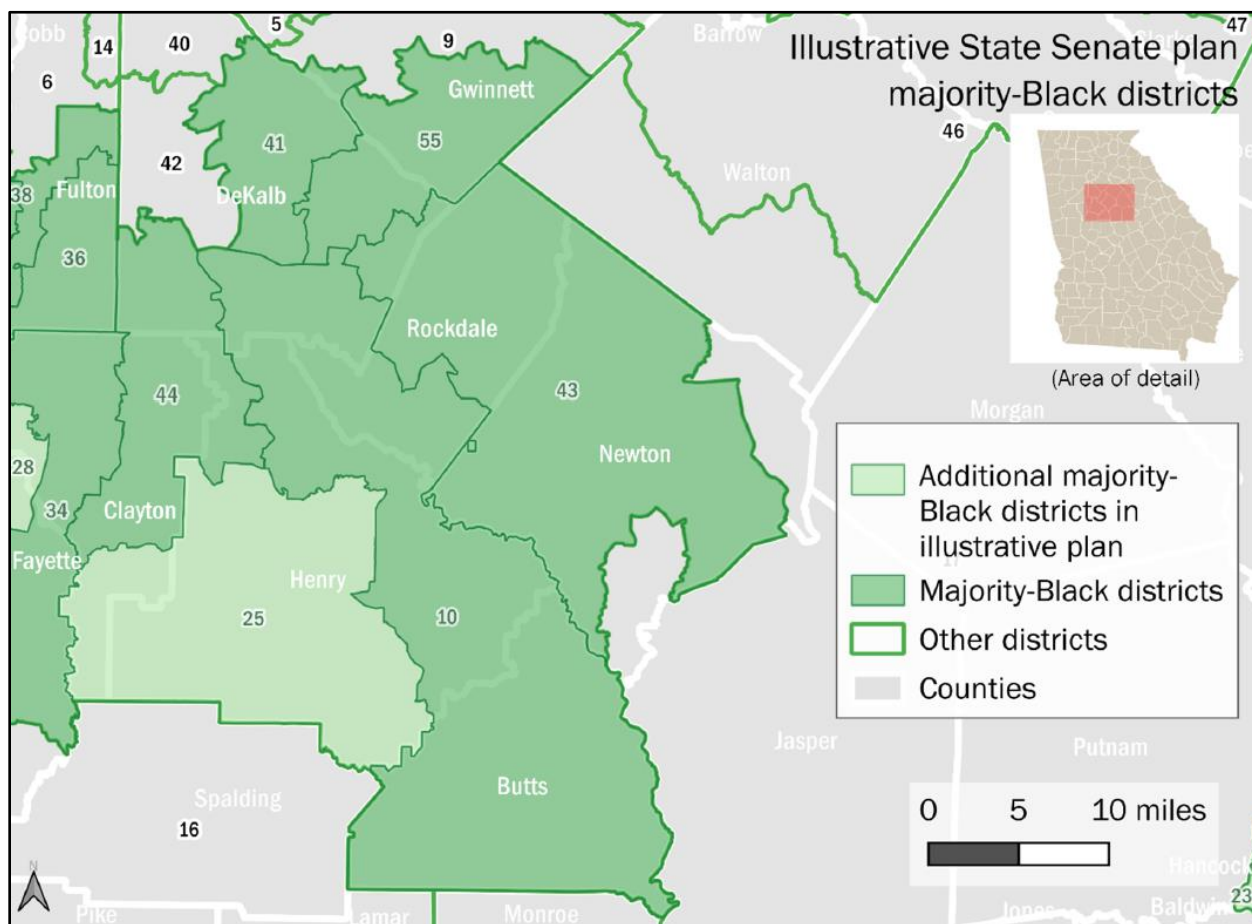 5
47
Cobb
14
40
9
Barrow
Clarke
Illustrative State Senate plan
majority-Black districts
6
Gwinnett
41
55
46
42
Walton
38
Fulton
DeKalb
36
Rockdale
(Area of detail)
44
43
Morgan
28
Newton
Additional majority-
Black districts in
illustrative plan
34
Clayton
Fayette
Henry
17
Majority-Black districts
25
10
Other districts
Counties
Jasper
Putnam
Butts
Spalding
16
0 5 10 miles
N
Hancock
23
Pike
Lamar
Monroe
Jones
Baldwin